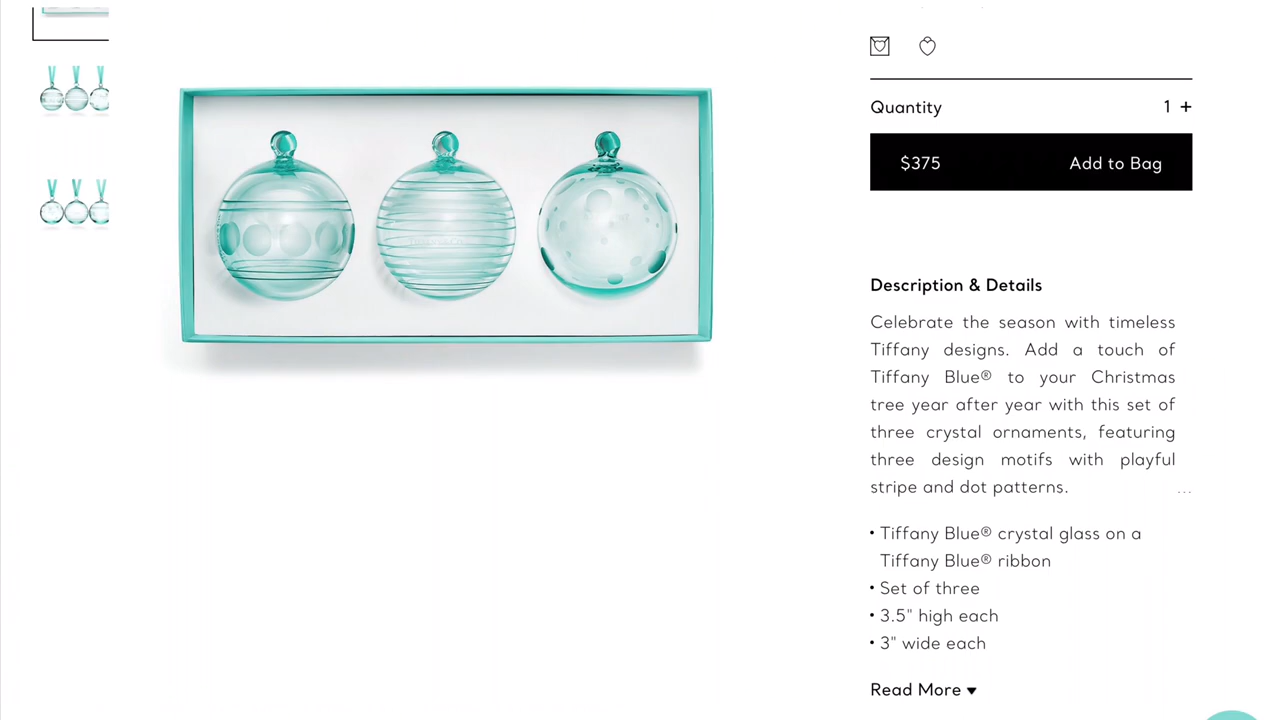 Quantity
1 +
$375
Add to Bag
Description & Details
Celebrate the season with timeless
Tiffany designs. Add a touch of
Tiffany Blue® to your Christmas
tree year after year with this set of
three crystal ornaments, featuring
three design motifs with playful
stripe and dot patterns.
...
• Tiffany Blue® crystal glass on a
Tiffany Blue® ribbon
• Set of three
• 3.5" high each
• 3" wide each
Read More ▾